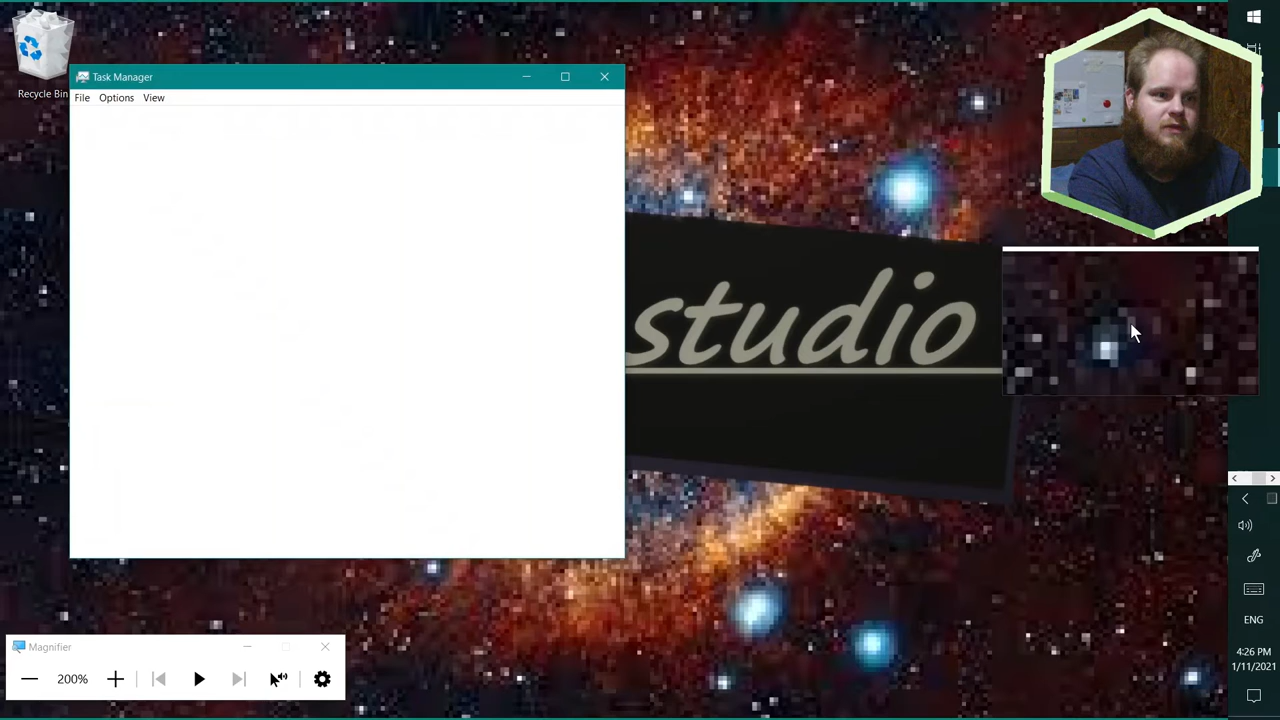 Recycle Bin
Task Manager
File Options View
studio
Magnifier
200%
ENG
4:26 PM
1/11/2021